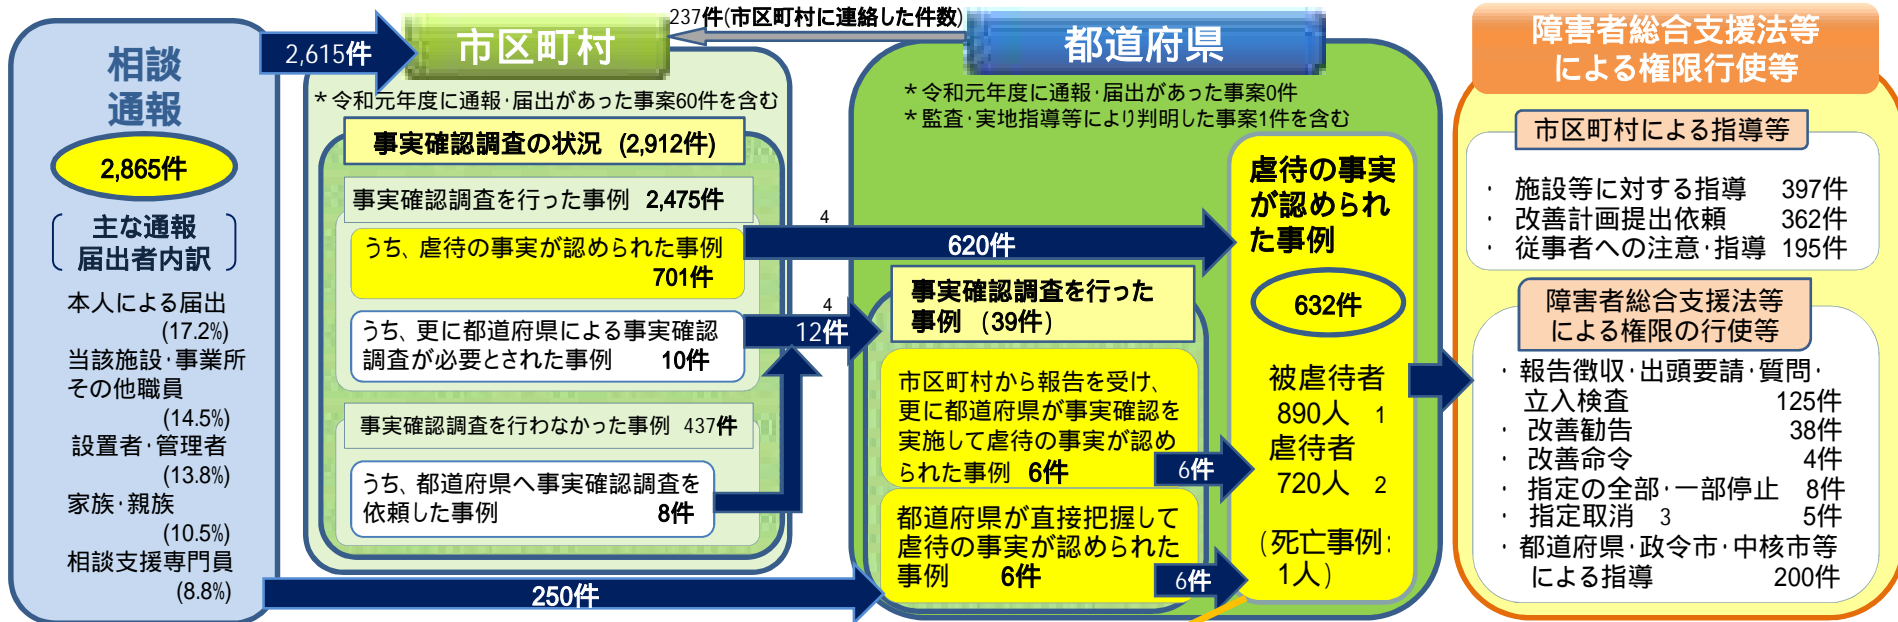 相談
通報
2,865件
主な通報
届出者内訳
本人による届出
(17.2%)
当該施設･事業所
その他職員
(14.5%)
設置者･管理者
(13.8%)
家族･親族
(10.5%)
相談支援専門員
(8.8%)
2,615件
市区町村
237件(市区町村に連絡した件数)
*令和元年度に通報･届出があった事案60件を含む
事実確認調査の状況 (2,912件)
事実確認調査を行った事例 2,475件
うち､虐待の事実が認められた事例
701件
うち､更に都道府県による事実確認
調査が必要とされた事例 10件
事実確認調査を行わなかった事例 437件
うち､都道府県へ事実確認調査を
依頼した事例 8件
250件
4
620件
4
12件
都道府県
*令和元年度に通報･届出があった事案0件
*監査･実地指導等により判明した事案1件を含む
事実確認調査を行った
事例 (39件)
市区町村から報告を受け､
更に都道府県が事実確認を
実施して虐待の事実が認め
られた事例 6件
6件
都道府県が直接把握して
虐待の事実が認められた
事例 6件
6件
虐待の事実
が認められ
た事例
632件
被虐待者
890人 1
虐待者
720人 2
(死亡事例:
1人)
障害者総合支援法等
による権限行使等
市区町村による指導等
･ 施設等に対する指導 397件
･ 改善計画提出依頼 362件
･ 従事者への注意･指導 195件
障害者総合支援法等
による権限の行使等
･ 報告徴収･出頭要請･質問･
立入検査 125件
･ 改善勧告 38件
･ 改善命令 4件
･ 指定の全部･一部停止 8件
･ 指定取消 3 5件
･ 都道府県･政令市･中核市等
による指導 200件